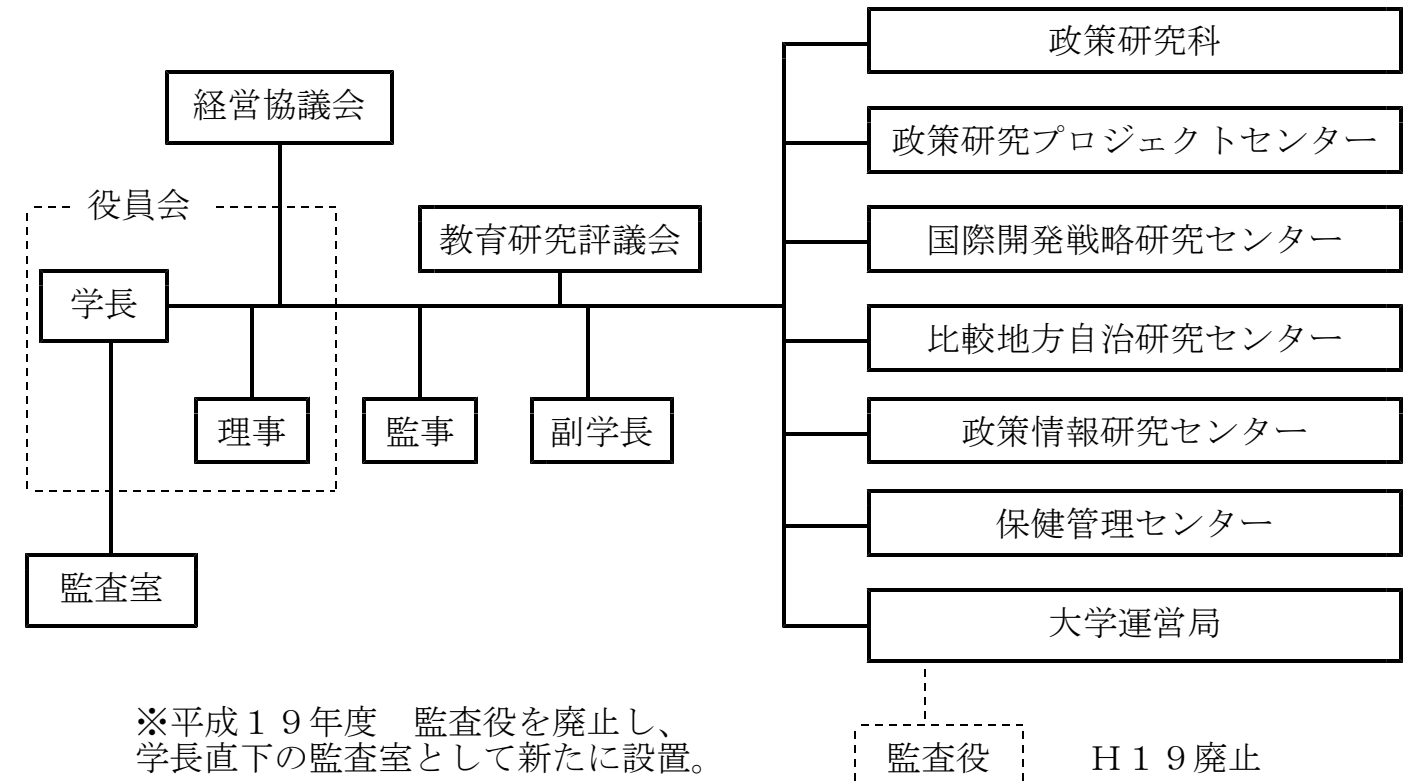 政策研究科
経営協議会
政策研究プロジェクトセンター
役員会
教育研究評議会
国際開発戦略研究センター
学長
比較地方自治研究センター
理事
監事
副学長
政策情報研究センター
保健管理センター
監査室
大学運営局
※平成１９年度　監査役を廃止し、
学長直下の監査室として新たに設置。
監査役
Ｈ１９廃止